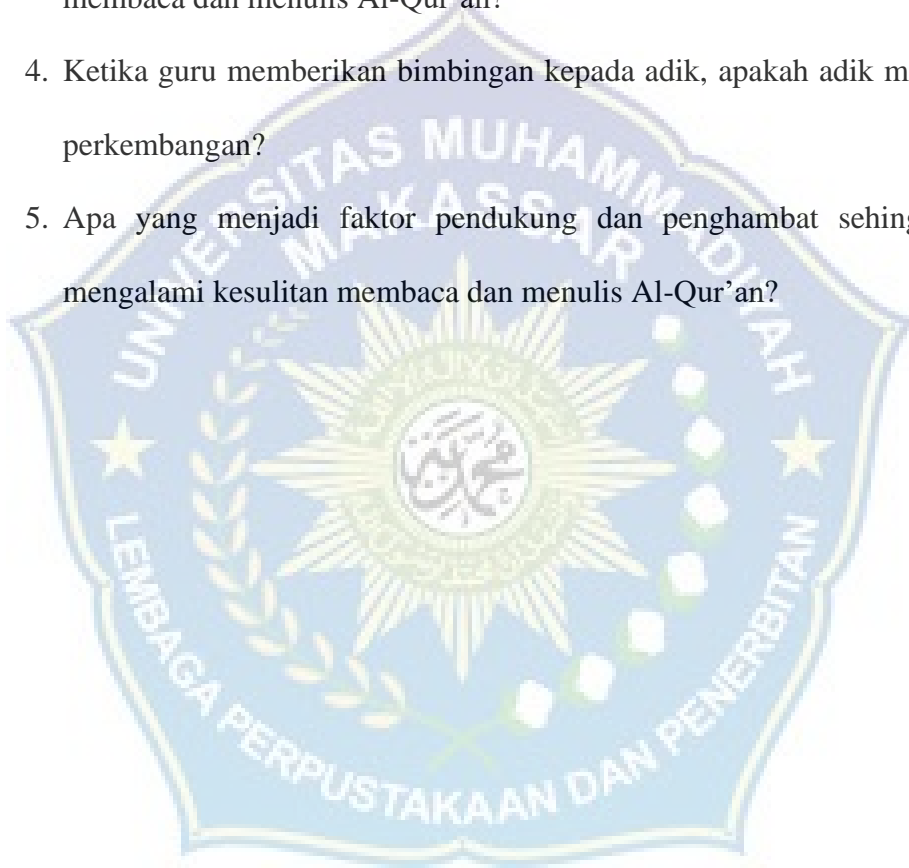 membaca dan menulis Al-Qur'an?
4. Ketika guru memberikan bimbingan kepada adik, apakah adik m
perkembangan?
5. Apa yang menjadi faktor pendukung dan penghambat sehing
mengalami kesulitan membaca dan menulis Al-Qur’an?
UNIVERSITAS MUHAMMADIYAH
MAKASSAR
LEMBAGA PERPUSTAKAAN DAN PENERBITAN